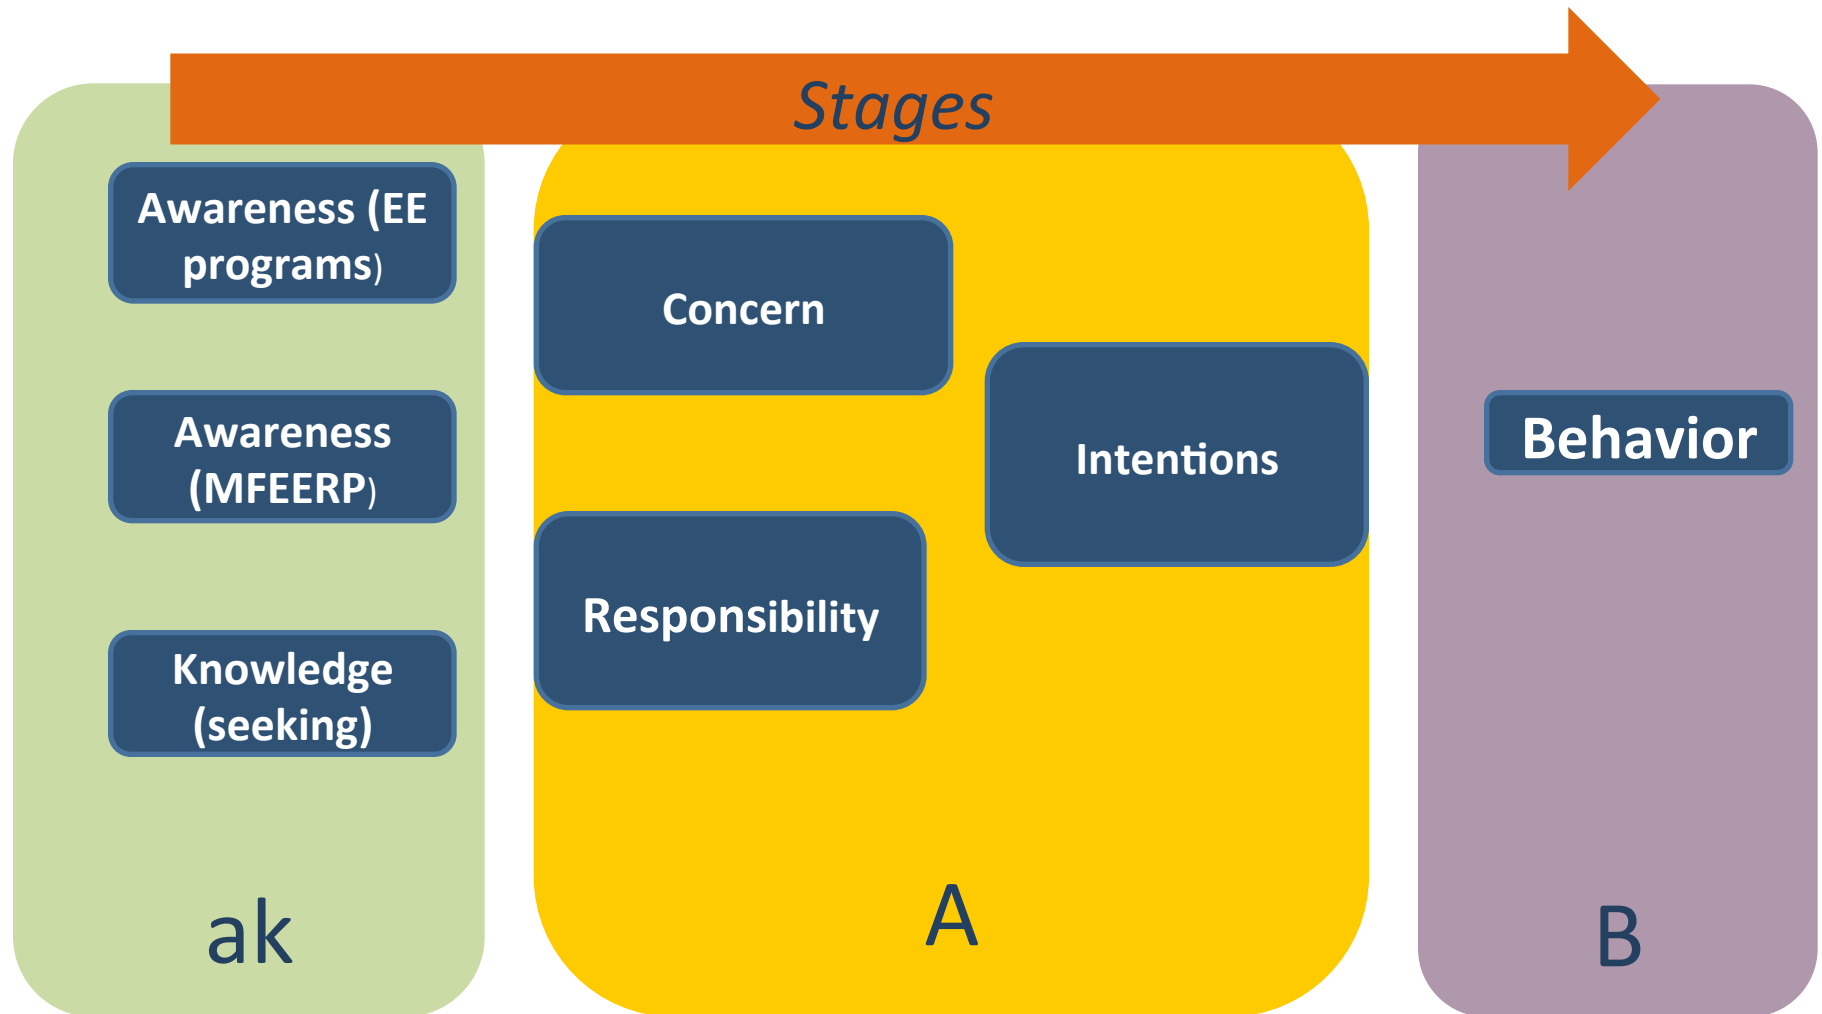 Stages
Awareness (EE
programs)
Awareness
(MFEERP)
Knowledge
(seeking)
ak
Concern
Responsibility
Intentions
A
Behavior
B